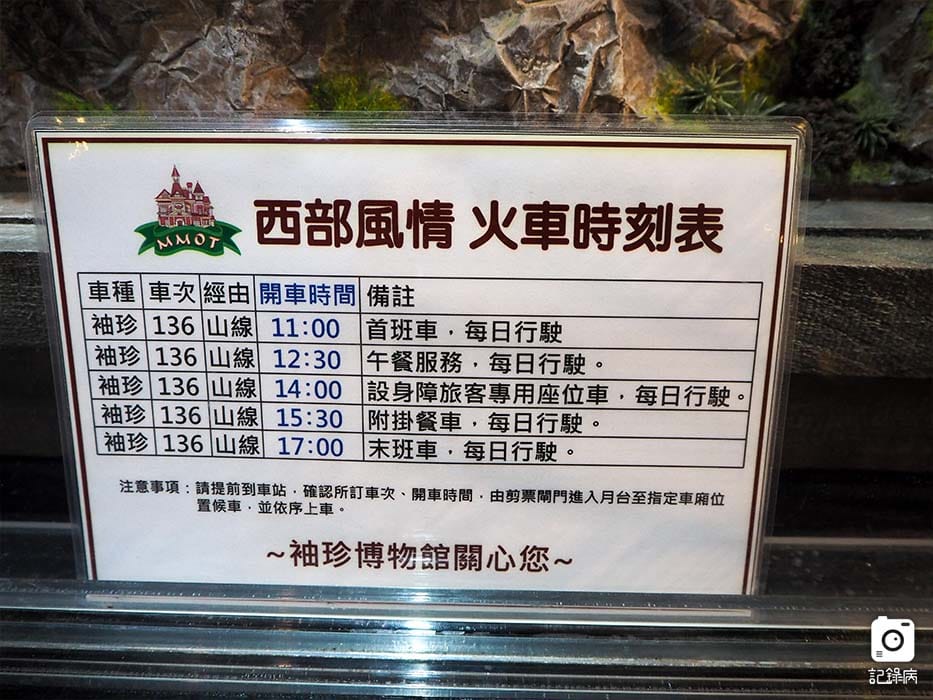 MMOT
西部風情 火車時刻表
車種 車次 經由 開車時間 備註
袖珍 136 山線 11:00 首班車，每日行駛
袖珍 136 山線 12:30 午餐服務，每日行駛。
袖珍 136 山線 14:00 設身障旅客專用座位車，每日行駛。
袖珍 136 山線 15:30 附掛餐車，每日行駛。
袖珍 136 山線 17:00 末班車，每日行駛。
注意事項：請提前到車站，確認所訂車次、開車時間，由剪票閘門進入月台至指定車廂位
置候車，並依序上車。
~袖珍博物館關心您~
記錄病